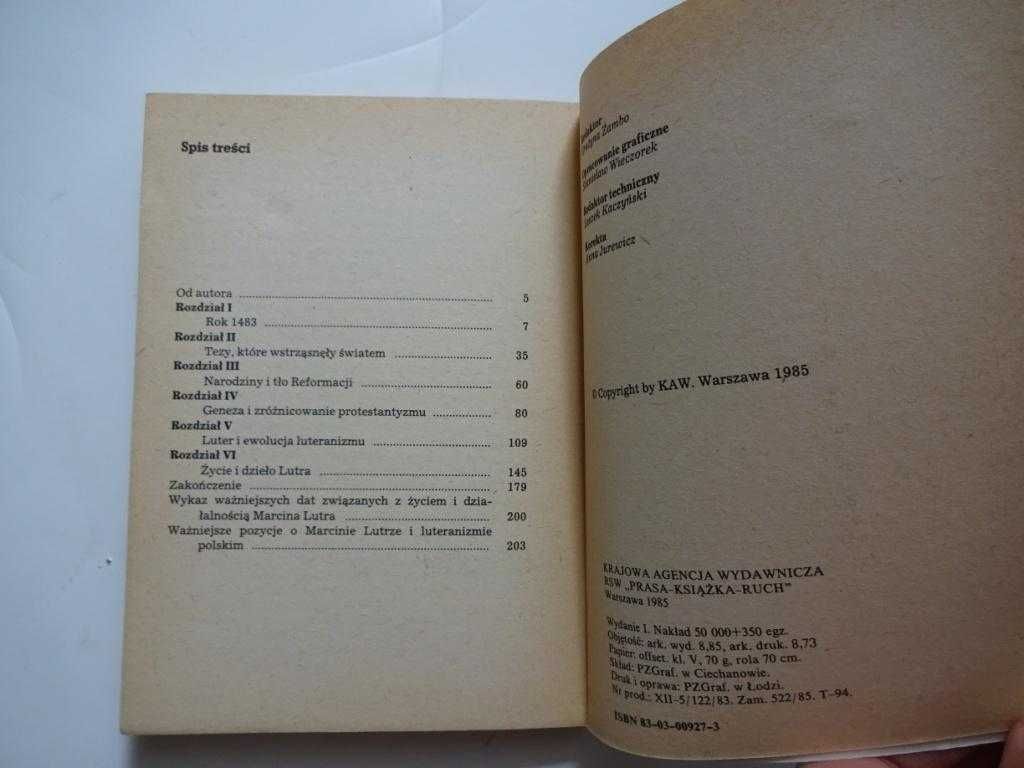 Spis treści
Od autora ........ 5
Rozdział I
Rok 1483 ........ 7
Rozdział II
Tezy, które wstrząsnęły światem ........ 35
Rozdział III
Narodziny i tło Reformacji ........ 60
Rozdział IV
Geneza i zróżnicowanie protestantyzmu ........ 80
Rozdział V
Luter i ewolucja luteranizmu ........ 109
Rozdział VI
Życie i dzieło Lutra ........ 145
Zakończenie ........ 179
Wykaz ważniejszych dat związanych z życiem i dzia-
łalnością Marcina Lutra ........ 200
Ważniejsze pozycje o Marcinie Lutrze i luteranizmie
polskim ........ 203
Redaktor
Żambo
Opracowanie graficzne
Stanisław Wieczorek
Redaktor techniczny
Kaczyński
Korekta
Anna Jurewicz
© Copyright by KAW. Warszawa 1985
KRAJOWA AGENCJA WYDAWNICZA
RSW „PRASA-KSIĄŻKA-RUCH”
Warszawa 1985
Wydanie I. Nakład 50 000+350 egz.
Objętość: ark. wyd. 8,85, ark. druk. 8,73
Papier: offset. kl. V, 70 g, rola 70 cm.
Skład: PZGraf. w Ciechanowie.
Druk i oprawa: PZGraf. w Łodzi.
Nr prod.: XII-5/122/83. Zam. 522/85. T-94.
ISBN 83-03-00927-3